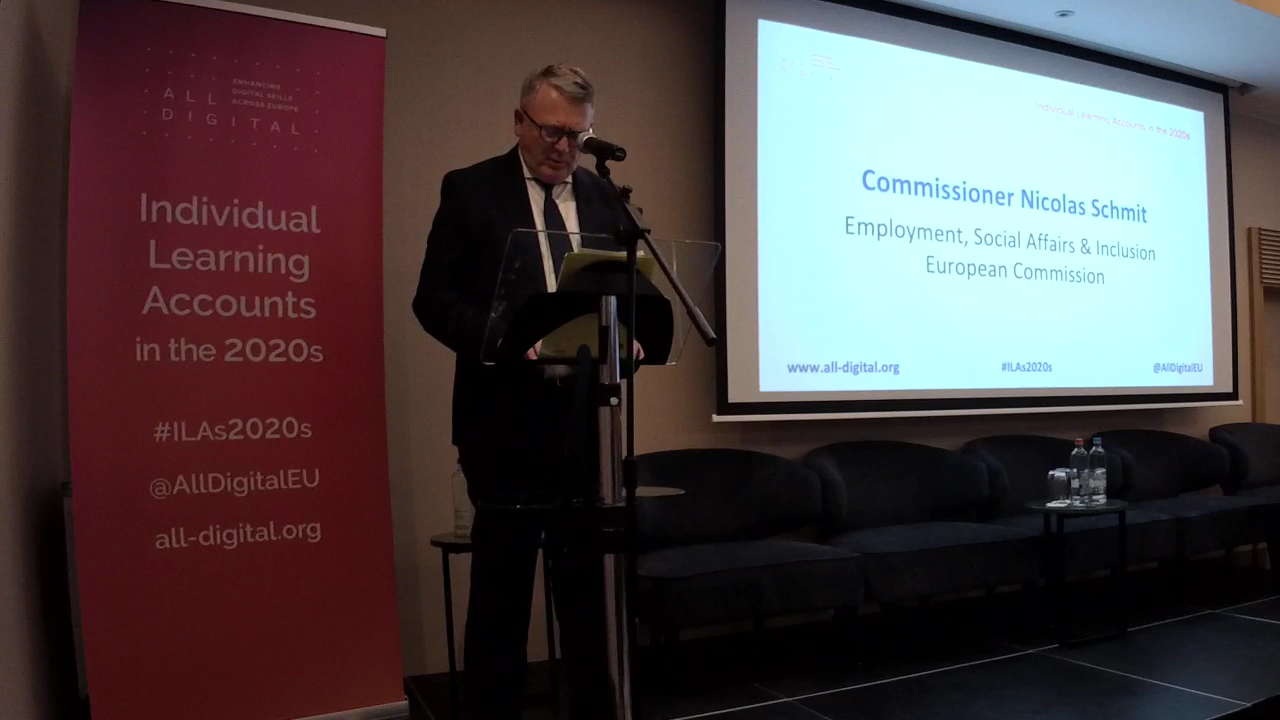 ALL
DIGITAL
ENHANCING
DIGITAL SKILLS
ACROSS EUROPE
Individual
Learning
Accounts
in the 2020s
#ILAs2020s
@AllDigitalEU
all-digital.org
Individual Learning Accounts in the 2020s
Commissioner Nicolas Schmit
Employment, Social Affairs & Inclusion
European Commission
www.all-digital.org
#ILAs2020s
@AllDigitalEU